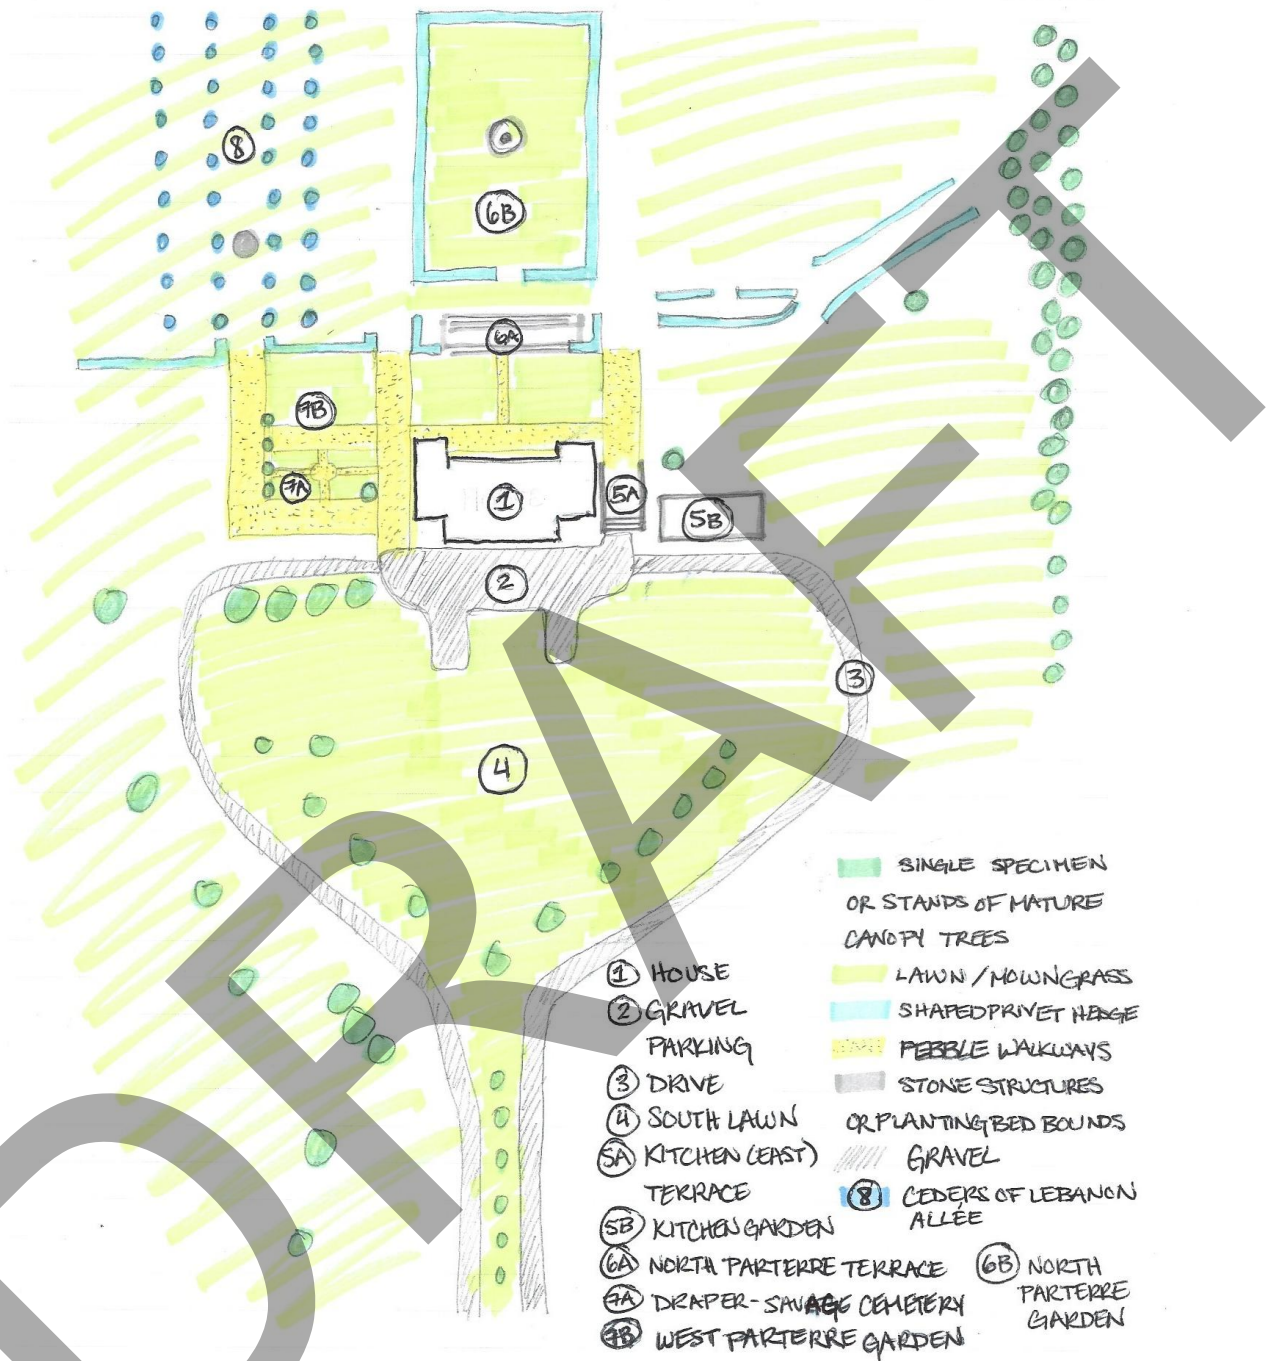 8
6B
6A
7B
7A
1
5A
5B
2
3
4
DRAFT
SINGLE SPECIMEN
OR STANDS OF MATURE
CANOPY TREES
LAWN / MOWN GRASS
SHAPED PRIVET HEDGE
PEBBLE WALKWAYS
STONE STRUCTURES
OR PLANTING BED BOUNDS
GRAVEL
8 CEDERS OF LEBANON
ALLÉE
1 HOUSE
2 GRAVEL
PARKING
3 DRIVE
4 SOUTH LAWN
5A KITCHEN (EAST)
TERRACE
5B KITCHEN GARDEN
6A NORTH PARTERRE TERRACE
7A DRAPER-SAVAGE CEMETERY
7B WEST PARTERRE GARDEN
6B NORTH
PARTERRE
GARDEN